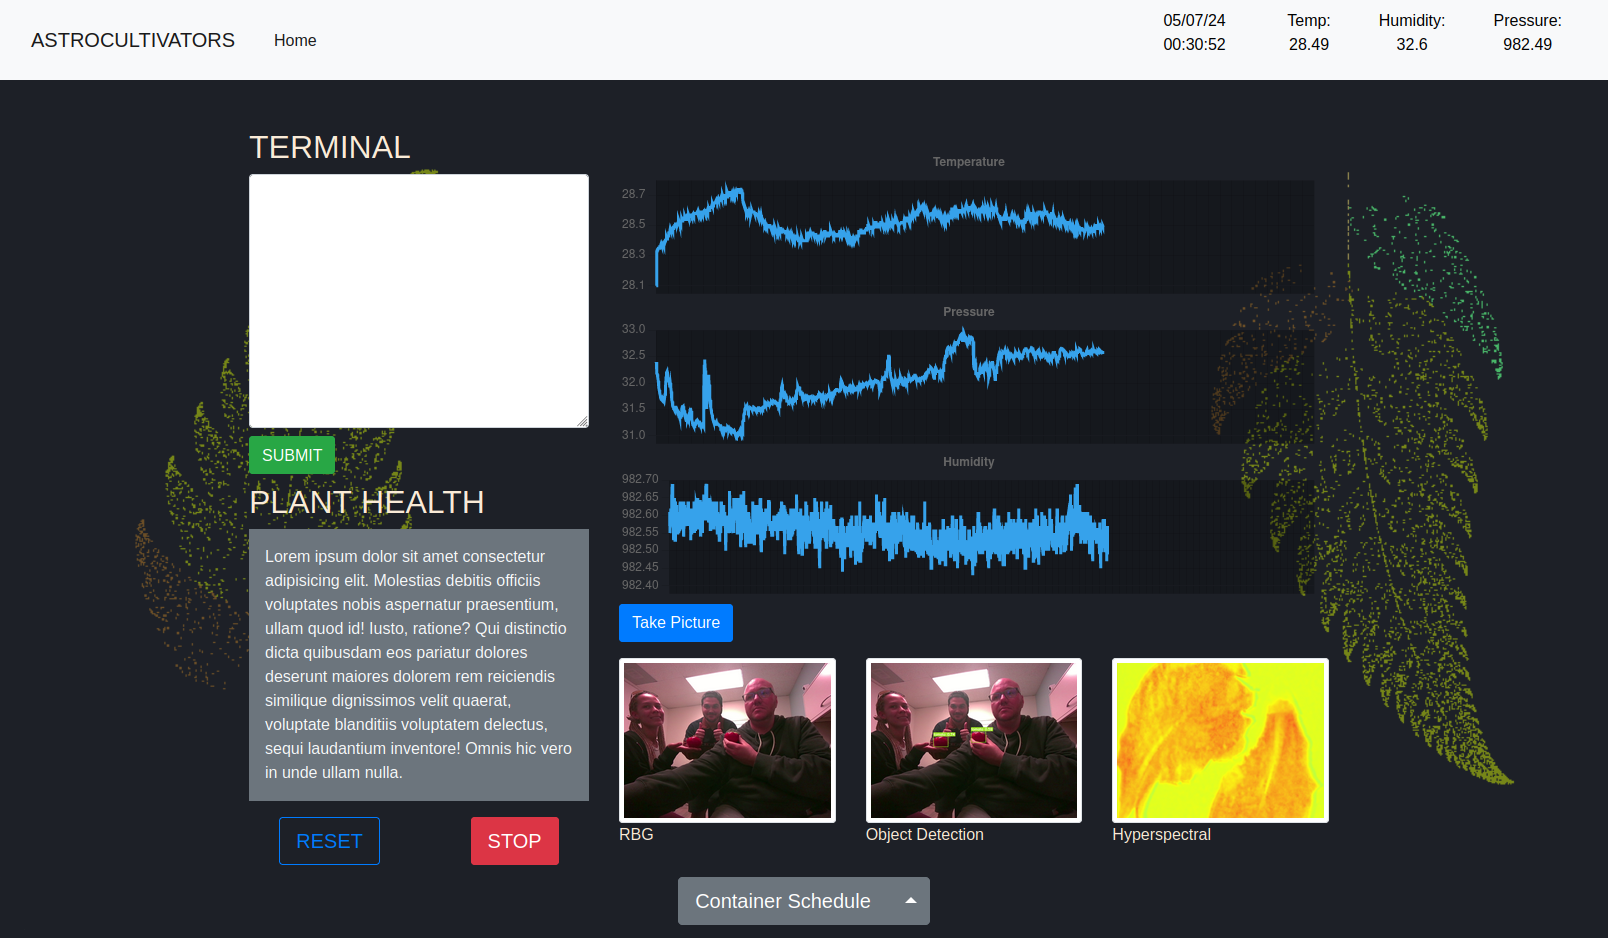 ASTROCULTIVATORS
Home
05/07/24
00:30:52
Temp:
28.49
Humidity:
32.6
Pressure:
982.49
TERMINAL
SUBMIT
PLANT HEALTH
Lorem ipsum dolor sit amet consectetur
adipisicing elit. Molestias debitis officiis
voluptates nobis aspernatur praesentium,
ullam quod id! Iusto, ratione? Qui distinctio
dicta quibusdam eos pariatur dolores
deserunt maiores dolorem rem reiciendis
similique dignissimos velit quaerat,
voluptate blanditiis voluptatem delectus,
sequi laudantium inventore! Omnis hic vero
in unde ullam nulla.
RESET
STOP
Temperature
28.7
28.5
28.3
28.1
Pressure
33.0
32.5
32.0
31.5
31.0
Humidity
982.70
982.65
982.60
982.55
982.50
982.45
982.40
Take Picture
RBG
Object Detection
Hyperspectral
Container Schedule